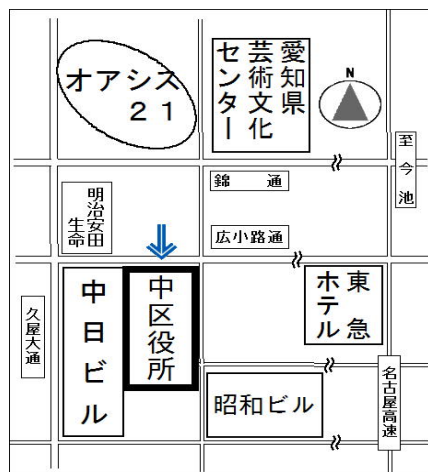 オアシス
２１
愛知県
芸術文化
センター
N
至 今 池
明治安田
生命
錦 通
広小路通
久屋大通
中日ビル
中区役所
東急
ホテル
昭和ビル
名古屋高速